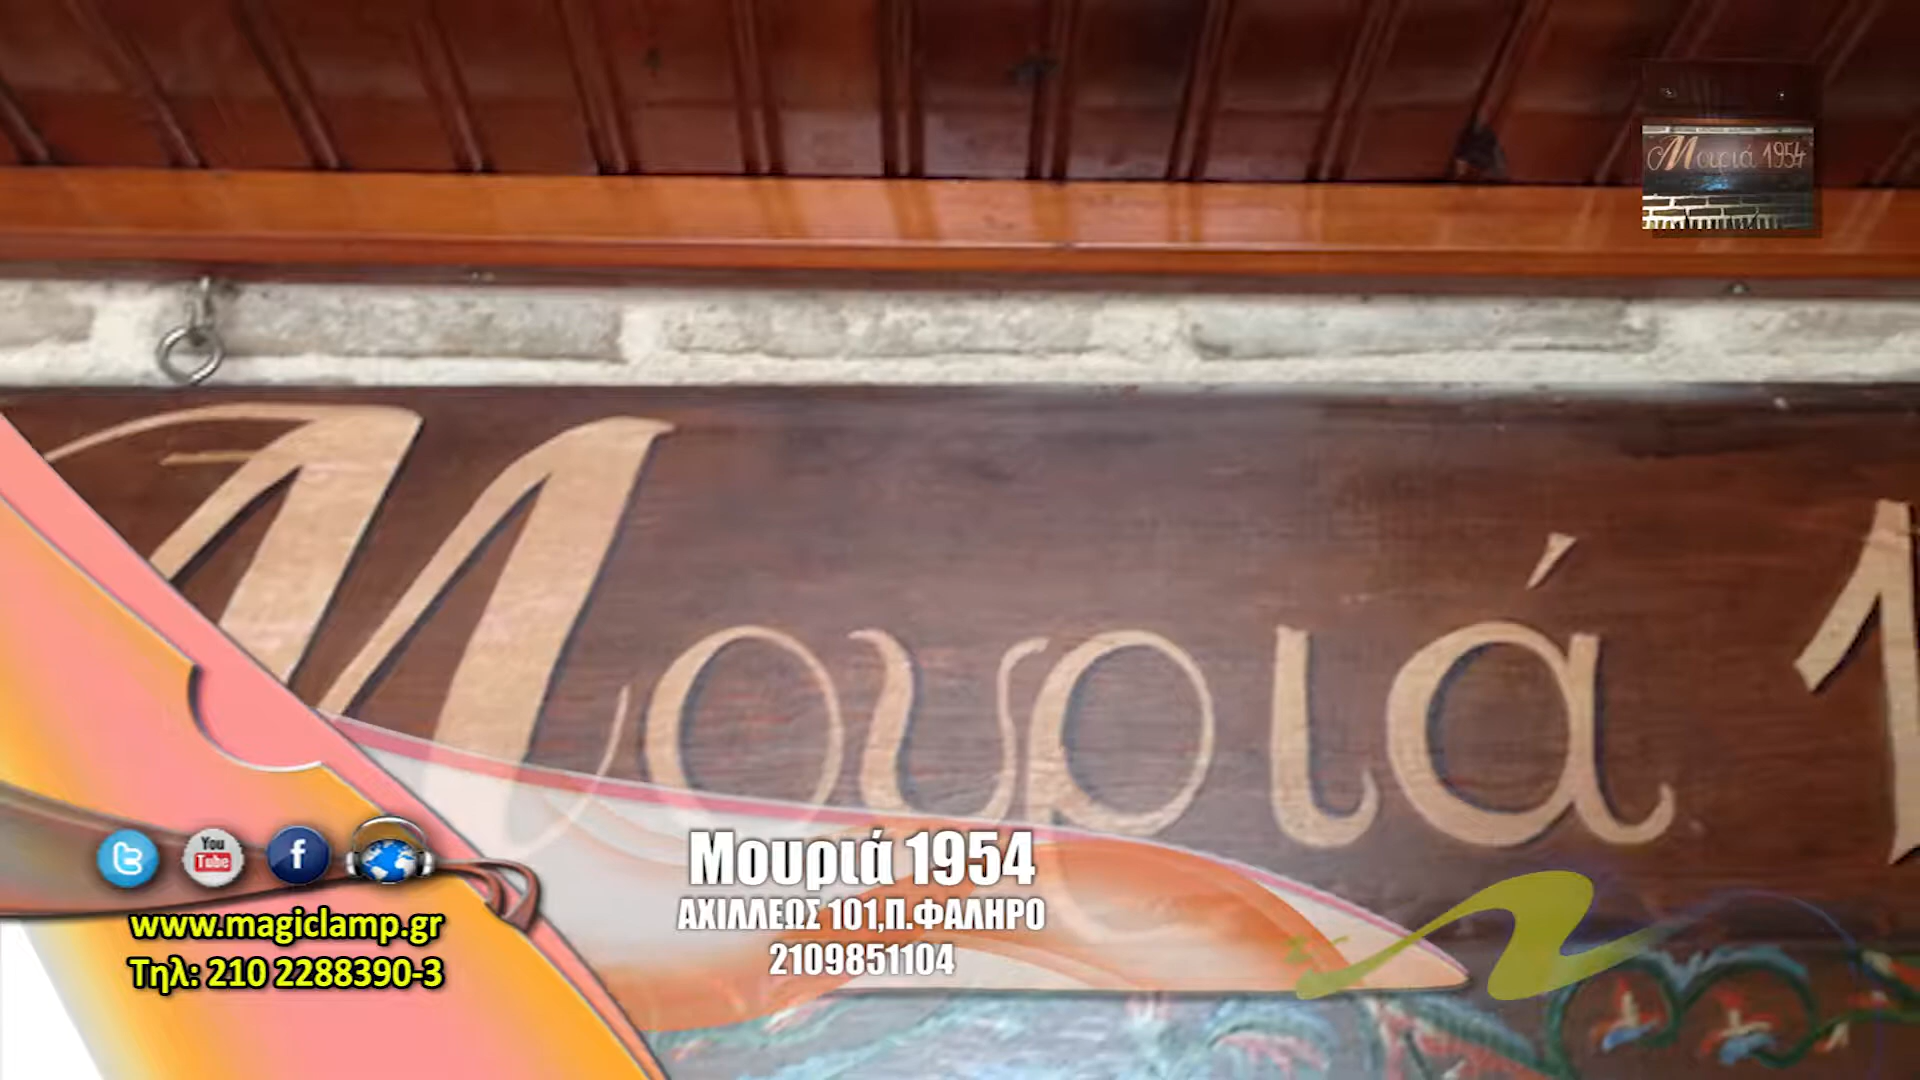 Μουριά 1954
Μουριά 1
You
Tube
f
www.magiclamp.gr
Τηλ: 210 2288390-3
Μουριά 1954
ΑΧΙΛΛΕΩΣ 101,Π.ΦΑΛΗΡΟ
2109851104